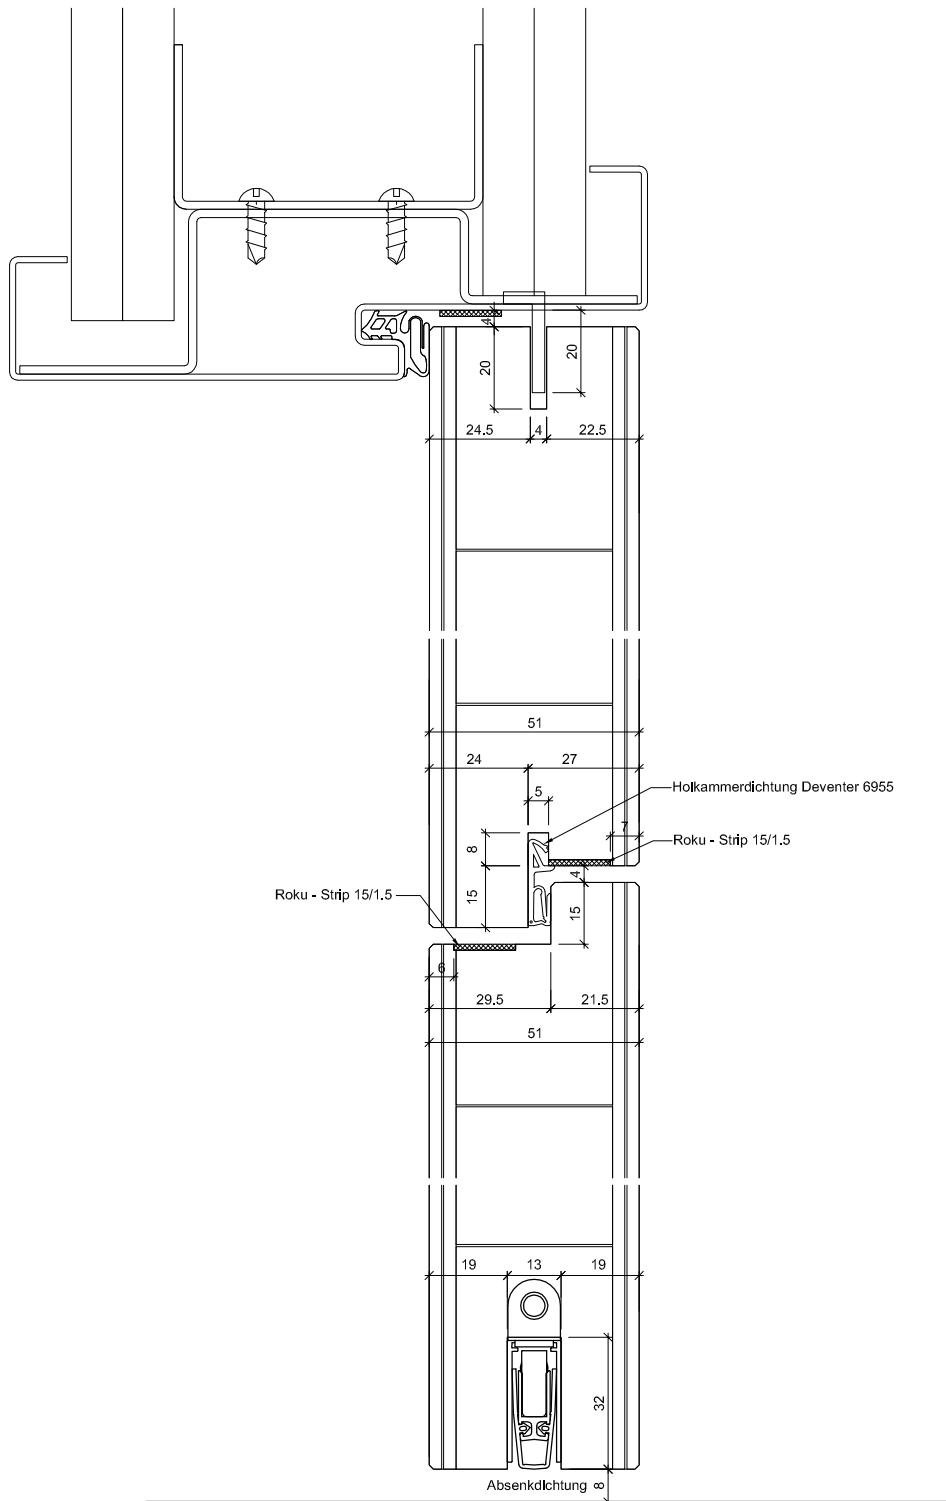 4
20
20
24.5 4 22.5
51
24 27
5
Holkammerdichtung Deventer 6955
7
8
Roku - Strip 15/1.5
4
Roku - Strip 15/1.5
15
15
6
29.5 21.5
51
19 13 19
32
Absenkdichtung 8